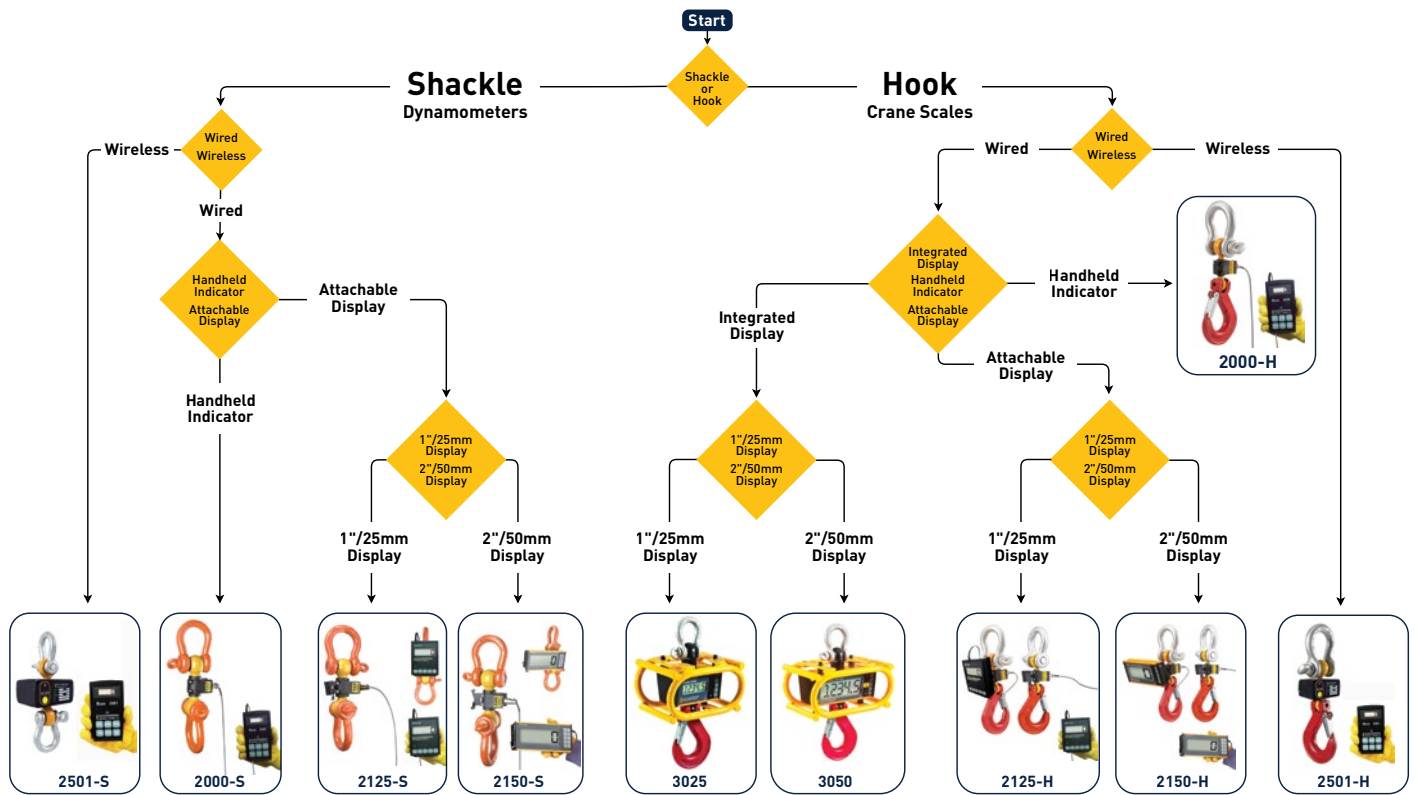 Start
Shackle
or
Hook
Shackle
Dynamometers
Hook
Crane Scales
Wired
Wireless
Wireless
Wired
Wired
Wireless
Wired
Wireless
Handheld
Indicator
Attachable
Display
Attachable
Display
Handheld
Indicator
Integrated
Display
Handheld
Indicator
Attachable
Display
Integrated
Display
Handheld
Indicator
Attachable
Display
2000-H
1"/25mm
Display
2"/50mm
Display
1"/25mm
Display
2"/50mm
Display
1"/25mm
Display
2"/50mm
Display
1"/25mm
Display
2"/50mm
Display
1"/25mm
Display
2"/50mm
Display
1"/25mm
Display
2"/50mm
Display
12345
2501-S
2000-S
2125-S
2150-S
3025
3050
2125-H
2150-H
2501-H